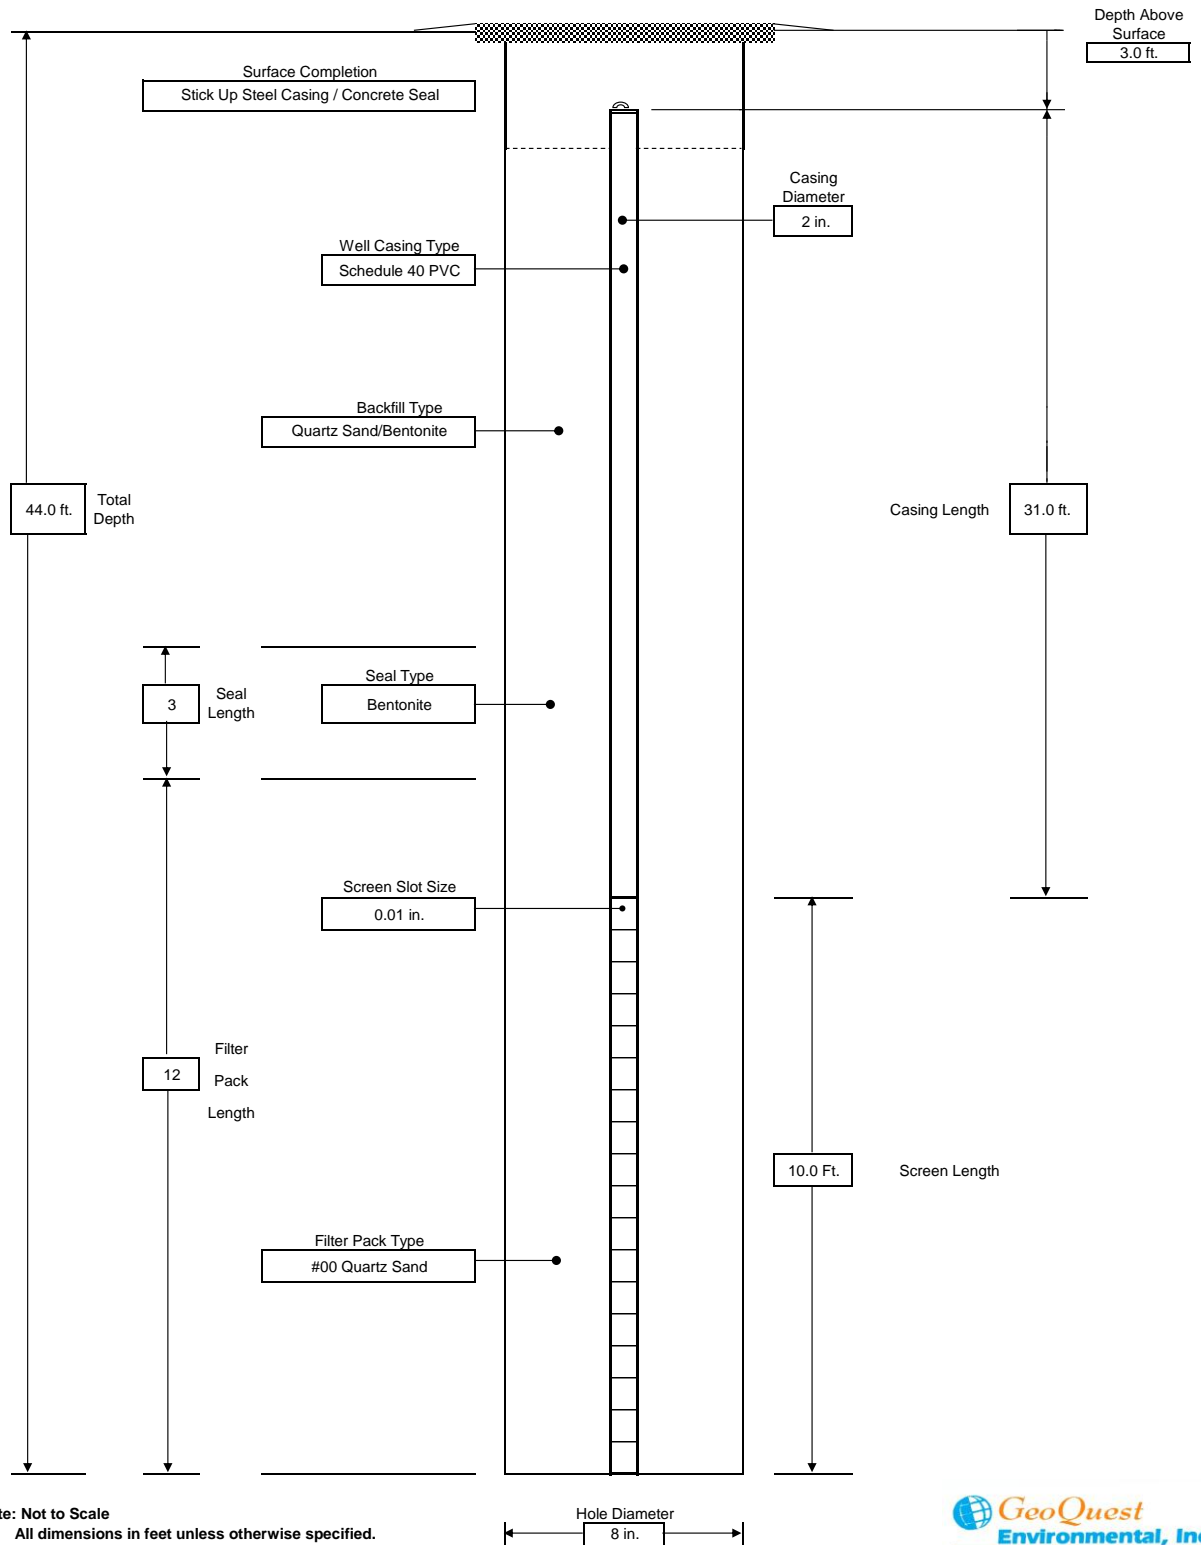 Depth Above
Surface
3.0 ft.
Surface Completion
Stick Up Steel Casing / Concrete Seal
Casing
Diameter
2 in.
Well Casing Type
Schedule 40 PVC
Backfill Type
Quartz Sand/Bentonite
44.0 ft.
Total
Depth
Casing Length
31.0 ft.
Seal Type
Bentonite
3
Seal
Length
Screen Slot Size
0.01 in.
12
Filter
Pack
Length
10.0 Ft.
Screen Length
Filter Pack Type
#00 Quartz Sand
te: Not to Scale
All dimensions in feet unless otherwise specified.
Hole Diameter
8 in.
GeoQuest
Environmental, Inc